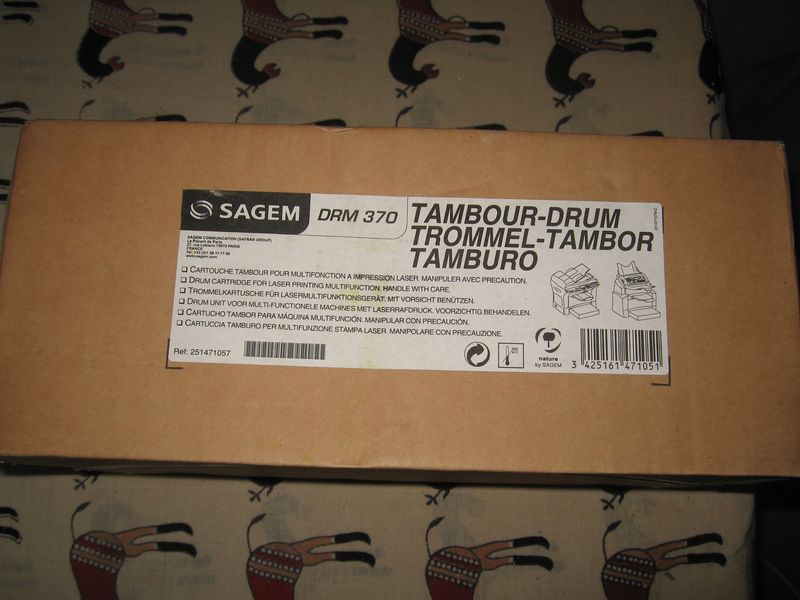 SAGEM
DRM 370
TAMBOUR-DRUM
TROMMEL-TAMBOR
TAMBURO
SAGEM COMMUNICATION (SAFRAN GROUP)
Le Ponant de Paris
27, rue Leblanc 75015 PARIS
FRANCE
www.sagem.com
CARTOUCHE TAMBOUR POUR MULTIFONCTION A IMPRESSION LASER. MANIPULER AVEC PRECAUTION.
DRUM CARTRIDGE FOR LASER PRINTING MULTIFUNCTION. HANDLE WITH CARE.
TROMMELKARTUSCHE FÜR LASERMULTIFUNKTIONSGERÄT. MIT VORSICHT BENÜTZEN.
DRUM UNIT VOOR MULTI-FUNCTIONELE MACHINES MET LASERRAFDRUCK. VOORZICHTIG BEHANDELEN.
CARTUCHO TAMBOR PARA MÁQUINA MULTIFUNCIÓN. MANIPULAR CON PRECACIÓN.
CARTUCCIA TAMBURO PER MULTIFUNZIONE STAMPA LASER. MANIPOLARE CON PRECAUZIONE.
Ref: 251471057
nature
by SAGEM
3 425161 471051